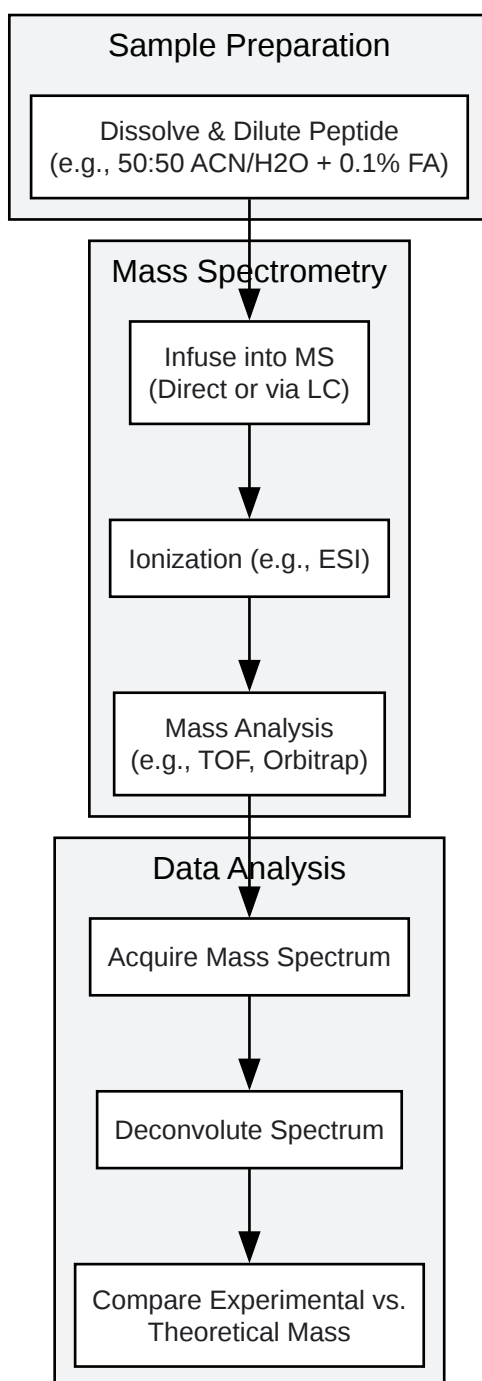 Sample Preparation
Dissolve & Dilute Peptide
(e.g., 50:50 ACN/H2O + 0.1% FA)
Mass Spectrometry
Infuse into MS
(Direct or via LC)
Ionization (e.g., ESI)
Mass Analysis
(e.g., TOF, Orbitrap)
Data Analysis
Acquire Mass Spectrum
Deconvolute Spectrum
Compare Experimental vs.
Theoretical Mass